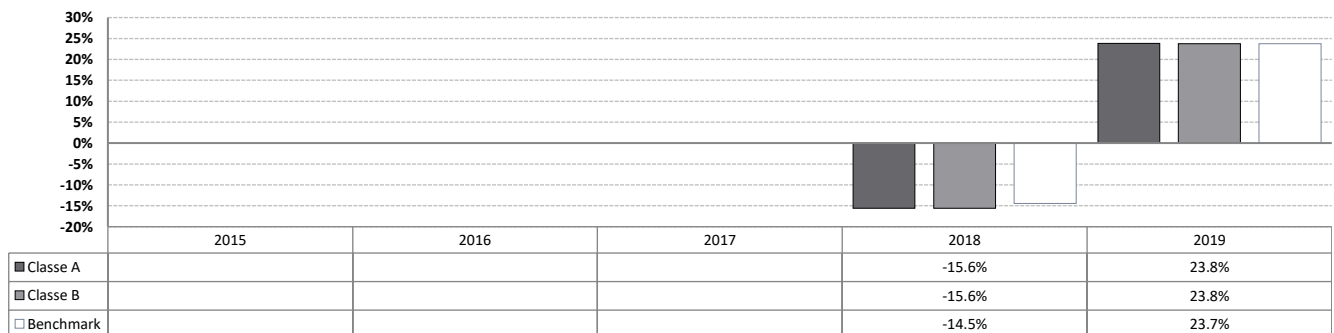 30%
25%
20%
15%
10%
5%
0%
-5%
-10%
-15%
-20%
2015 2016 2017 2018 2019
Classe A -15.6% 23.8%
Classe B -15.6% 23.8%
Benchmark -14.5% 23.7%